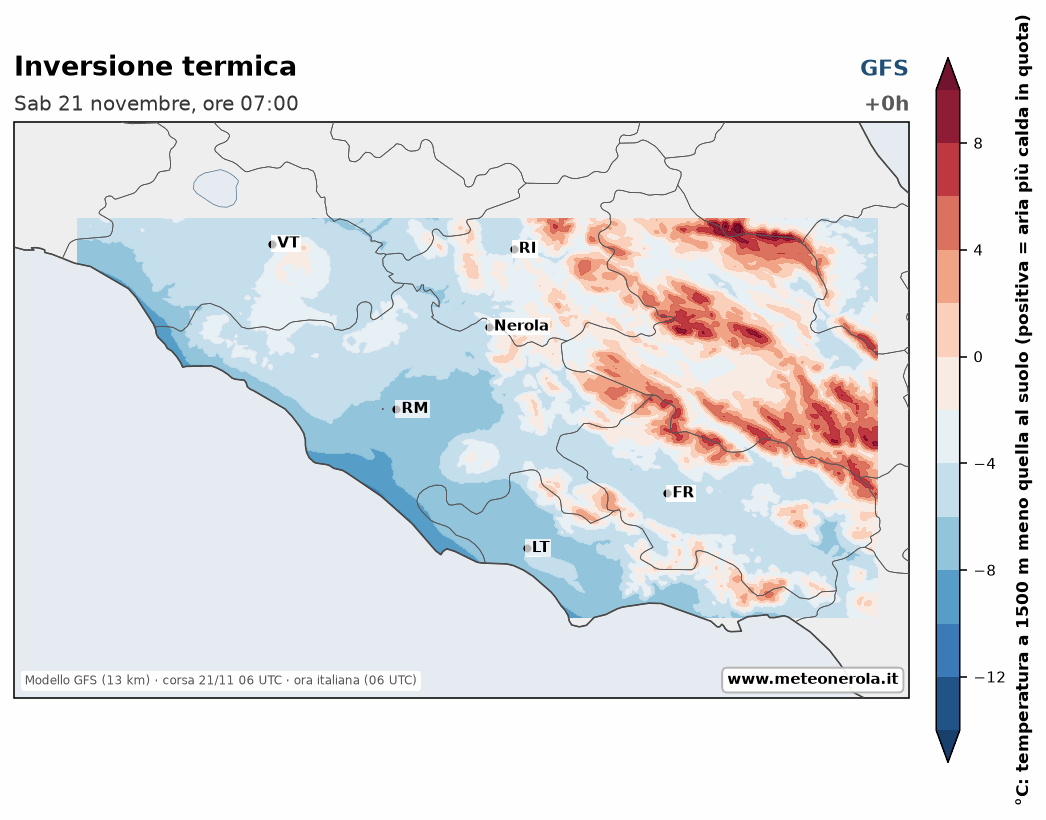 Inversione termica
GFS
Sab 21 novembre, ore 07:00
+0h
VT
RI
Nerola
RM
FR
LT
8
4
0
−4
−8
−12
°C: temperatura a 1500 m meno quella al suolo (positiva = aria più calda in quota)
Modello GFS (13 km) · corsa 21/11 06 UTC · ora italiana (06 UTC)
www.meteonerola.it